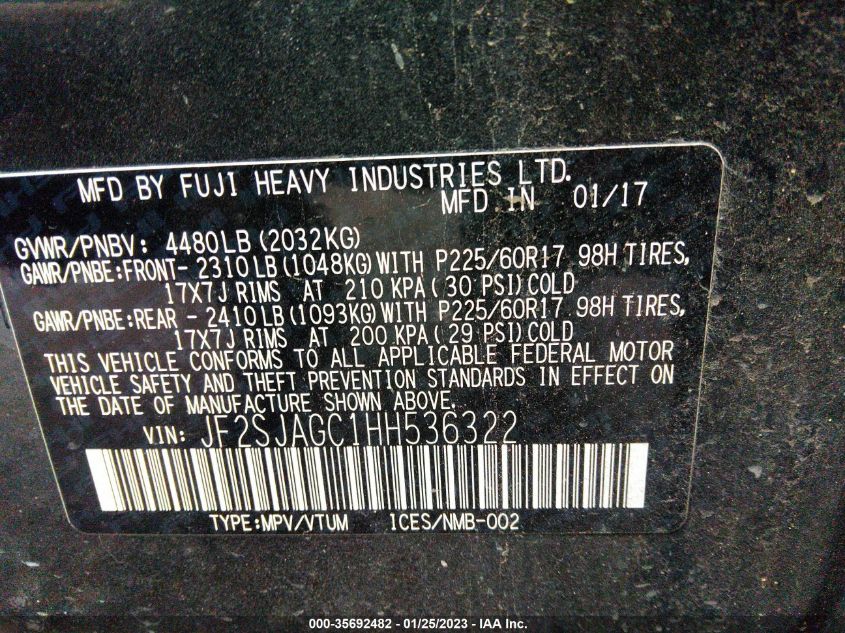 MFD BY FUJI HEAVY INDUSTRIES LTD.
MFD IN 01/17
GVWR/PNBV: 4480LB (2032KG)
GAWR/PNBE:FRONT- 2310LB (1048KG) WITH P225/60R17 98H TIRES,
17X7J RIMS AT 210 KPA (30 PSI) COLD
GAWR/PNBE:REAR - 2410LB (1093KG) WITH P225/60R17 98H TIRES,
17X7J RIMS AT 200 KPA (29 PSI) COLD
THIS VEHICLE CONFORMS TO ALL APPLICABLE FEDERAL MOTOR
VEHICLE SAFETY AND THEFT PREVENTION STANDARDS IN EFFECT ON
THE DATE OF MANUFACTURE SHOWN ABOVE.
VIN: JF2SJAGC1HH536322
TYPE:MPV/VTUM ICES/NMB-002
000-35692482 - 01/25/2023 - IAA Inc.